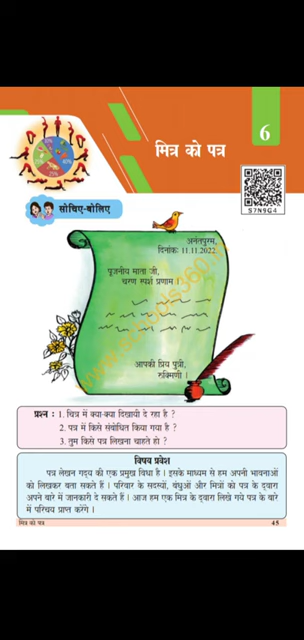 6
मित्र को पत्र
S7N9G4
सोचिए-बोलिए
अनंतपुरम,
दिनांकः 11.11.2022
पूजनीय माता जी,
चरण स्पर्श प्रणाम ।
आपकी प्रिय पुत्री,
रुक्मिणी ।
प्रश्न : 1. चित्र में क्या-क्या दिखायी दे रहा है ?
2. पत्र में किसे संबोधित किया गया है ?
3. तुम किसे पत्र लिखना चाहते हो ?
विषय प्रवेश
पत्र लेखन गद्य की एक प्रमुख विधा है । इसके माध्यम से हम अपनी भावनाओं
को लिखकर बता सकते हैं । परिवार के सदस्यों, बंधुओं और मित्रों को पत्र के द्वारा
अपने बारे में जानकारी दे सकते हैं । आज हम एक मित्र के द्वारा लिखे गये पत्र के बारे
में परिचय प्राप्त करेंगे ।
मित्र को पत्र
45